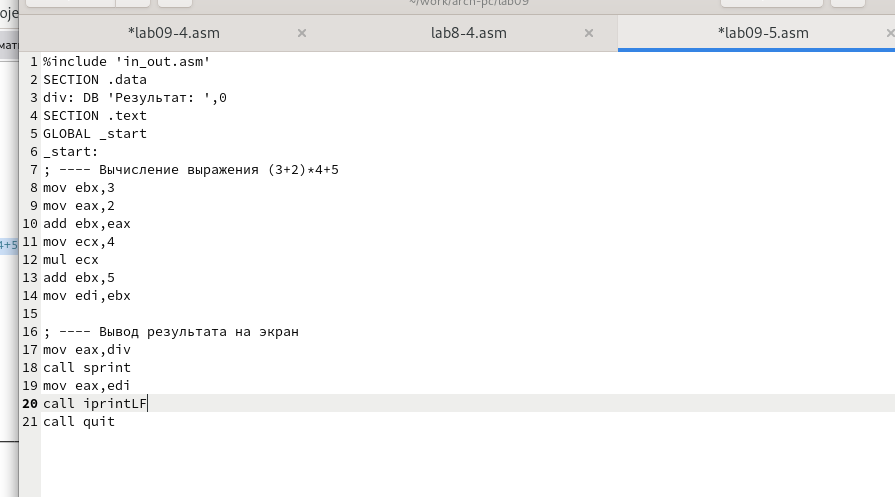 ~/work/arch-pc/lab09
*lab09-4.asm
lab8-4.asm
*lab09-5.asm
1 %include 'in_out.asm'
2 SECTION .data
3 div: DB 'Результат: ',0
4 SECTION .text
5 GLOBAL _start
6 _start:
7 ; ---- Вычисление выражения (3+2)*4+5
8 mov ebx,3
9 mov eax,2
10 add ebx,eax
11 mov ecx,4
12 mul ecx
13 add ebx,5
14 mov edi,ebx
15
16 ; ---- Вывод результата на экран
17 mov eax,div
18 call sprint
19 mov eax,edi
20 call iprintLF
21 call quit
4+5